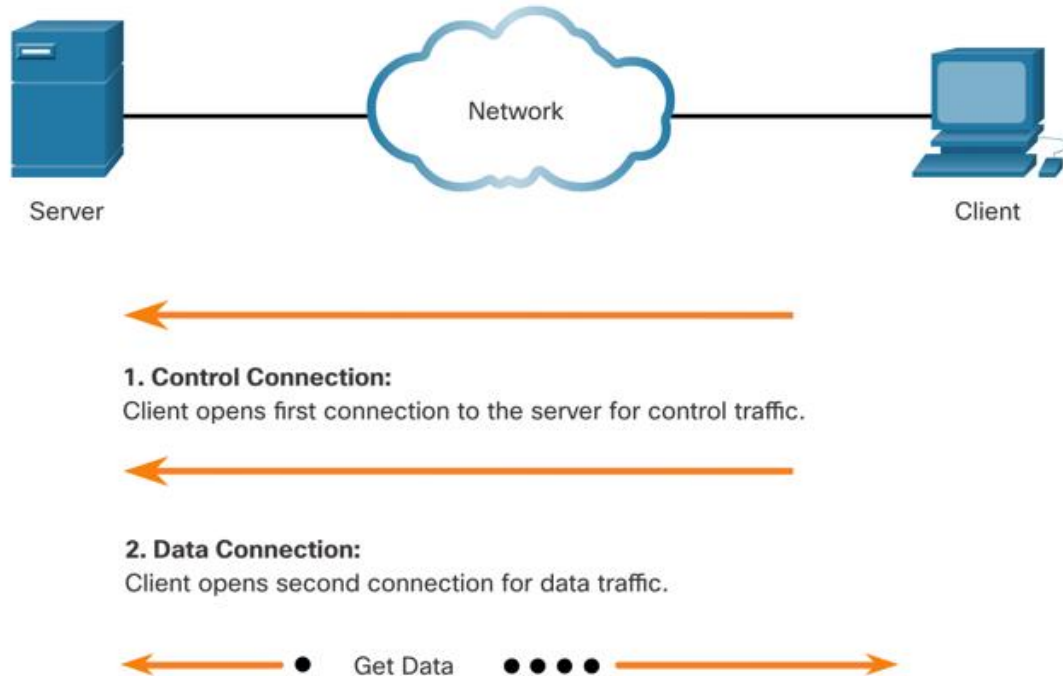 Network
Server
Client
1. Control Connection:
Client opens first connection to the server for control traffic.
2. Data Connection:
Client opens second connection for data traffic.
Get Data